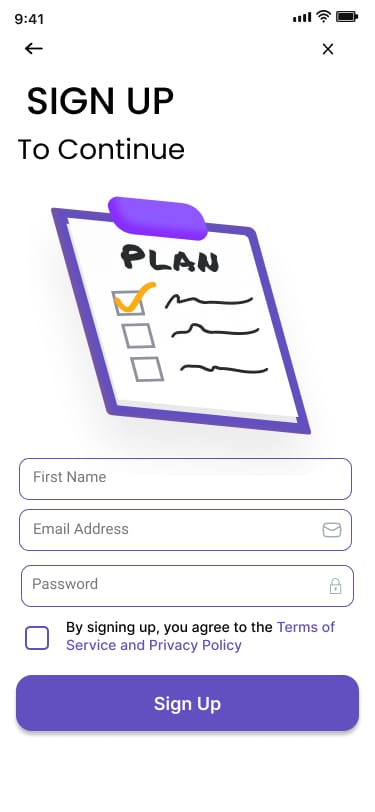 9:41
SIGN UP
To Continue
PLAN
First Name
Email Address
Password
By signing up, you agree to the Terms of
Service and Privacy Policy
Sign Up